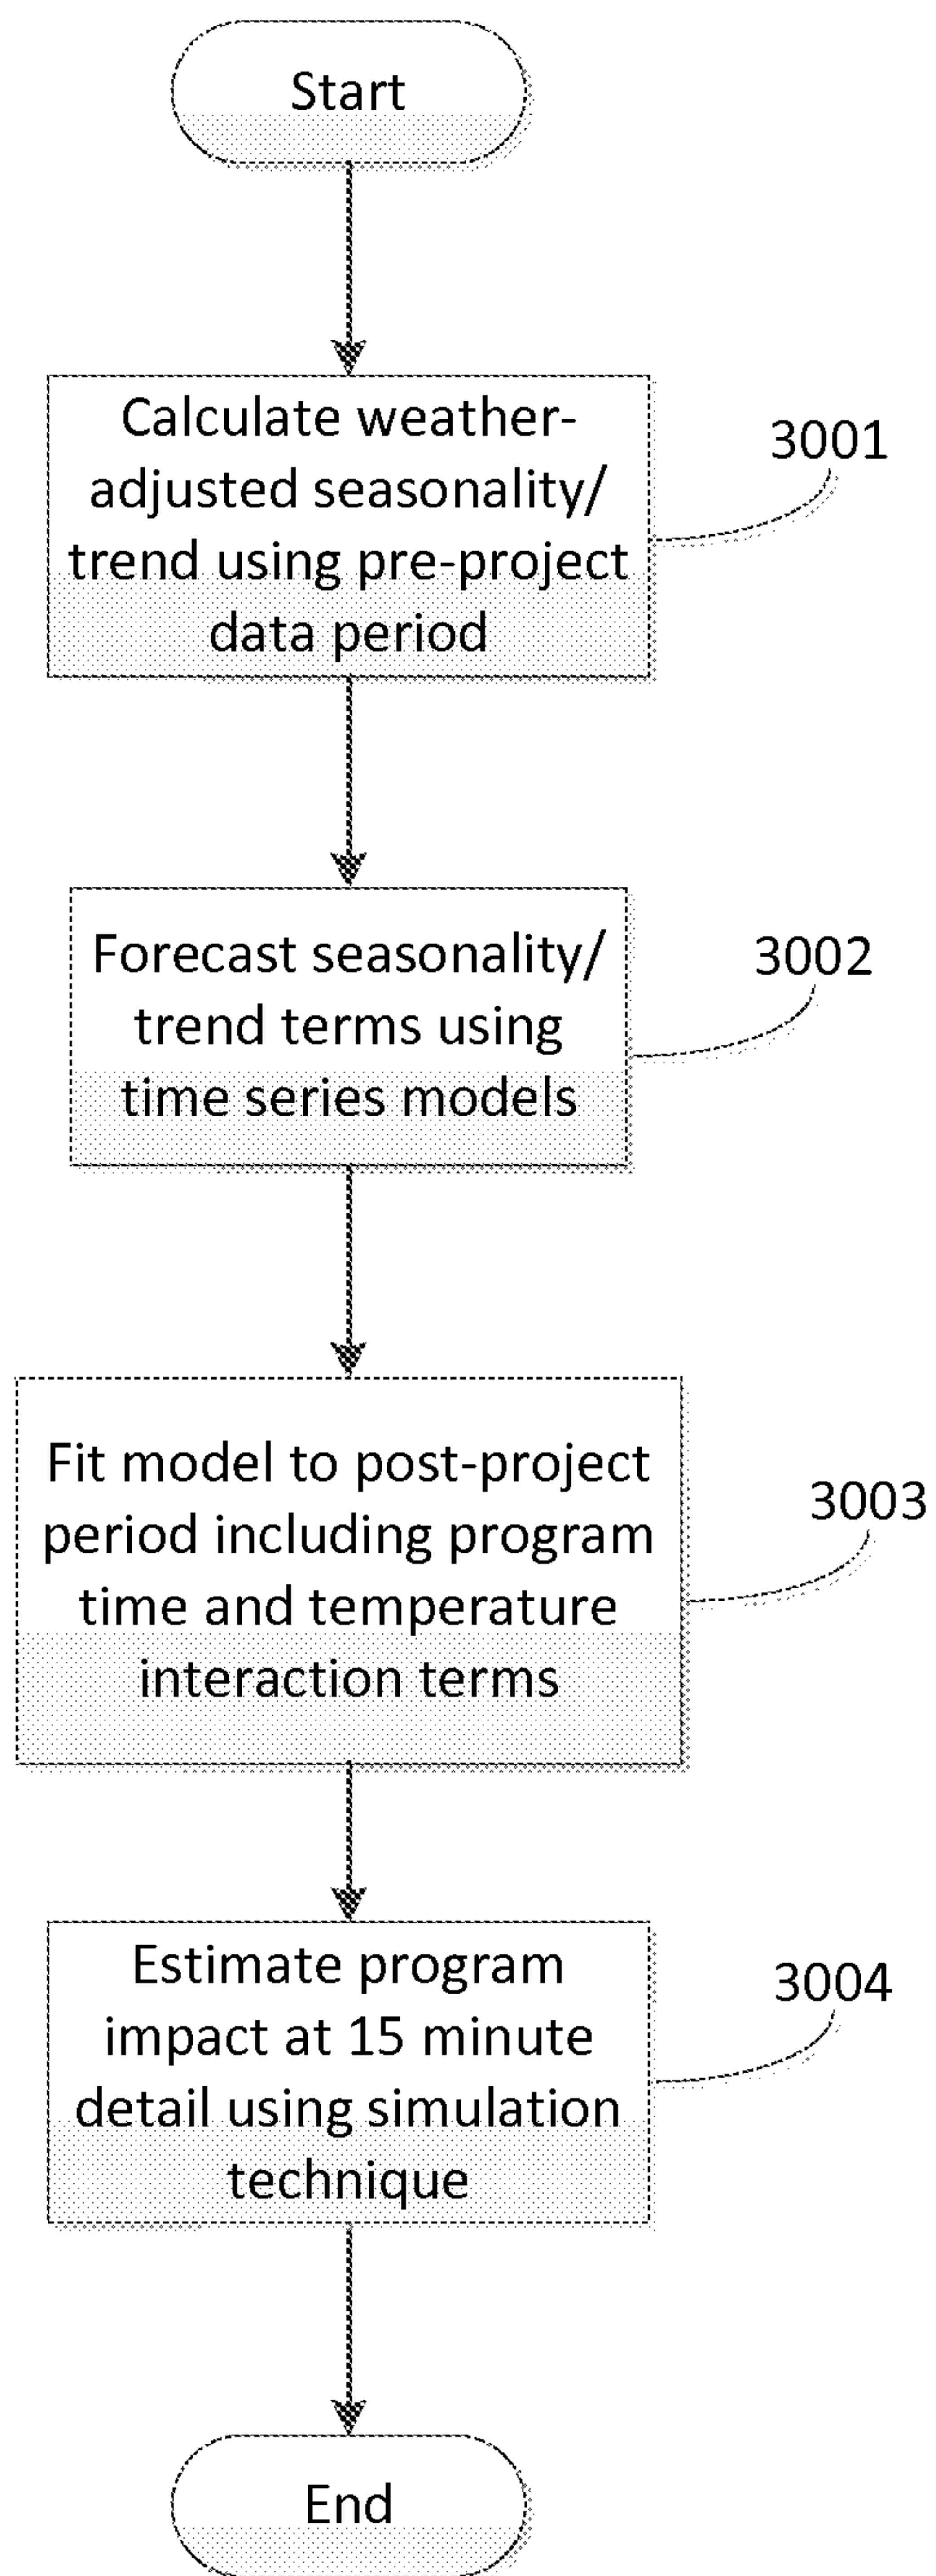 Start
Calculate weather-
adjusted seasonality/
trend using pre-project
data period
3001
Forecast seasonality/
trend terms using
time series models
3002
Fit model to post-project
period including program
time and temperature
interaction terms
3003
Estimate program
impact at 15 minute
detail using simulation
technique
3004
End